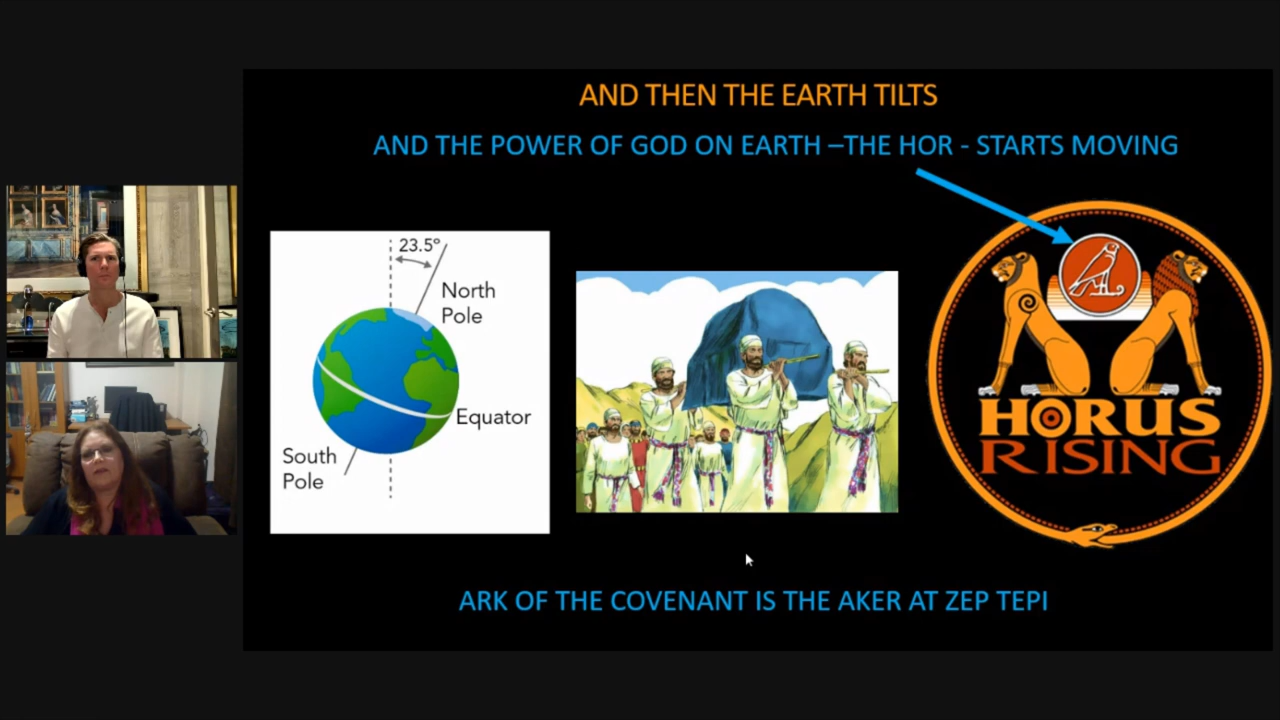 AND THEN THE EARTH TILTS
AND THE POWER OF GOD ON EARTH –THE HOR - STARTS MOVING
23.5º
North
Pole
Equator
South
Pole
HORUS
RISING
ARK OF THE COVENANT IS THE AKER AT ZEP TEPI